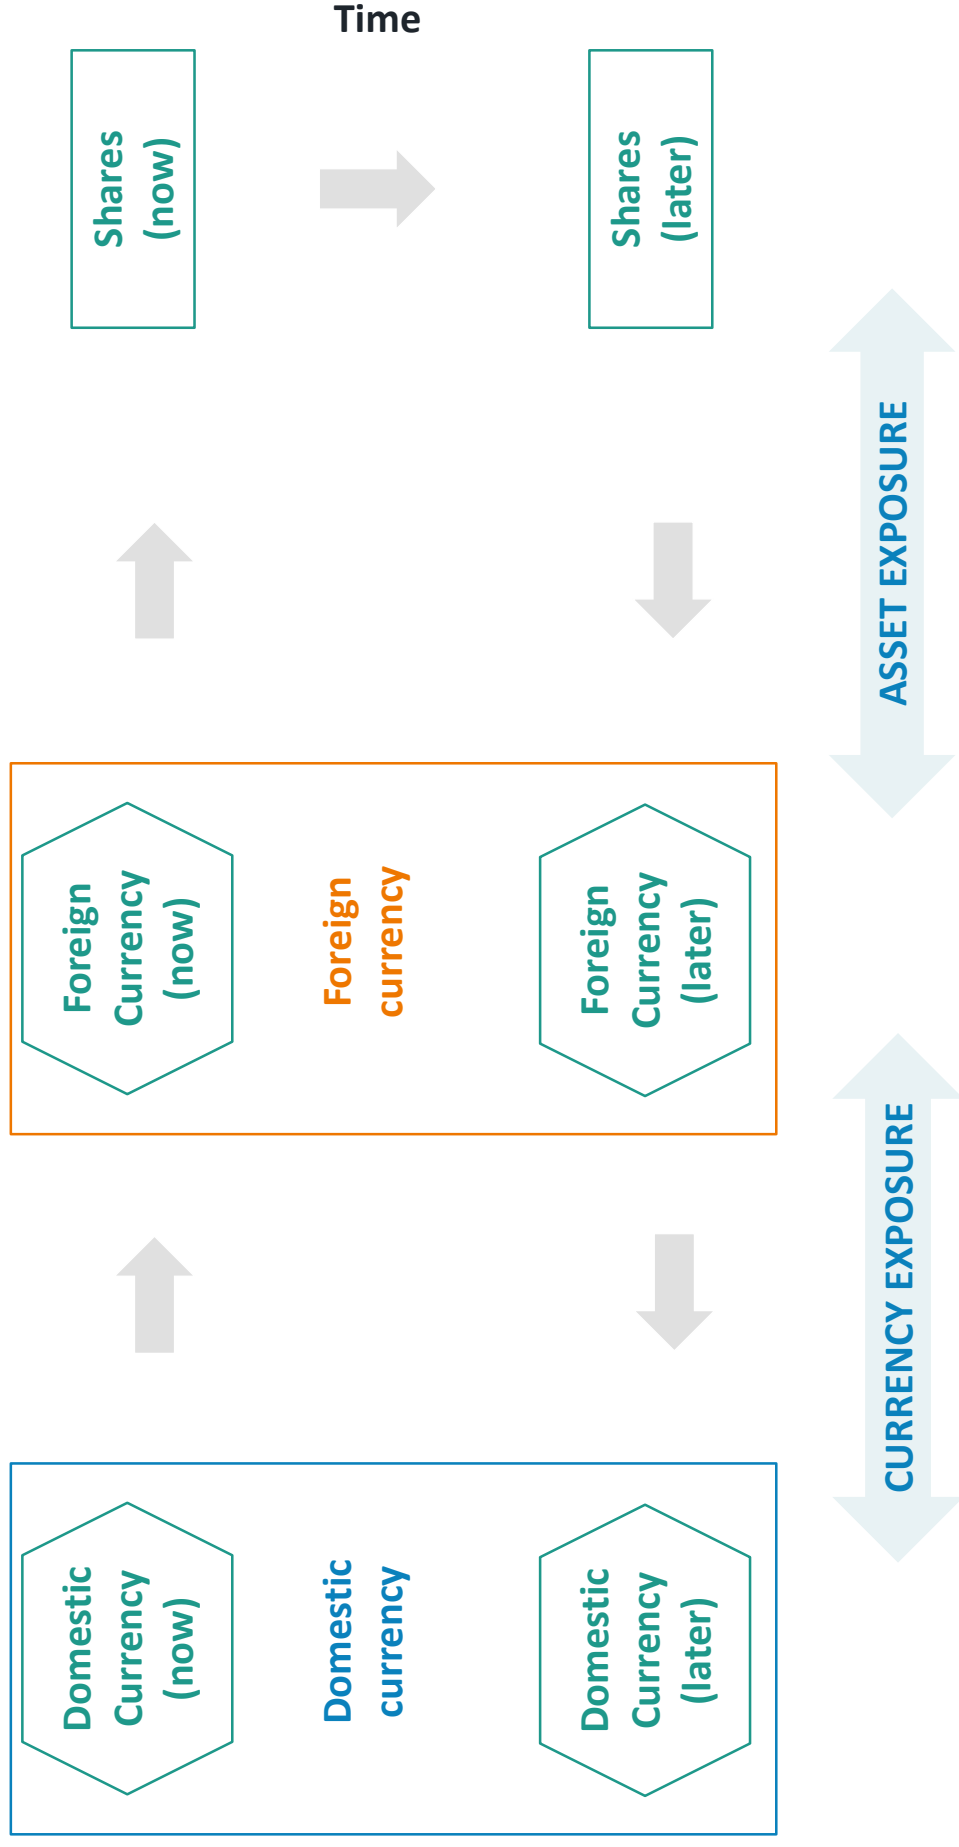 Time
Domestic
Currency
(now)
Foreign
Currency
(now)
Shares
(now)
Domestic
currency
Foreign
currency
Domestic
Currency
(later)
Foreign
Currency
(later)
Shares
(later)
CURRENCY EXPOSURE
ASSET EXPOSURE